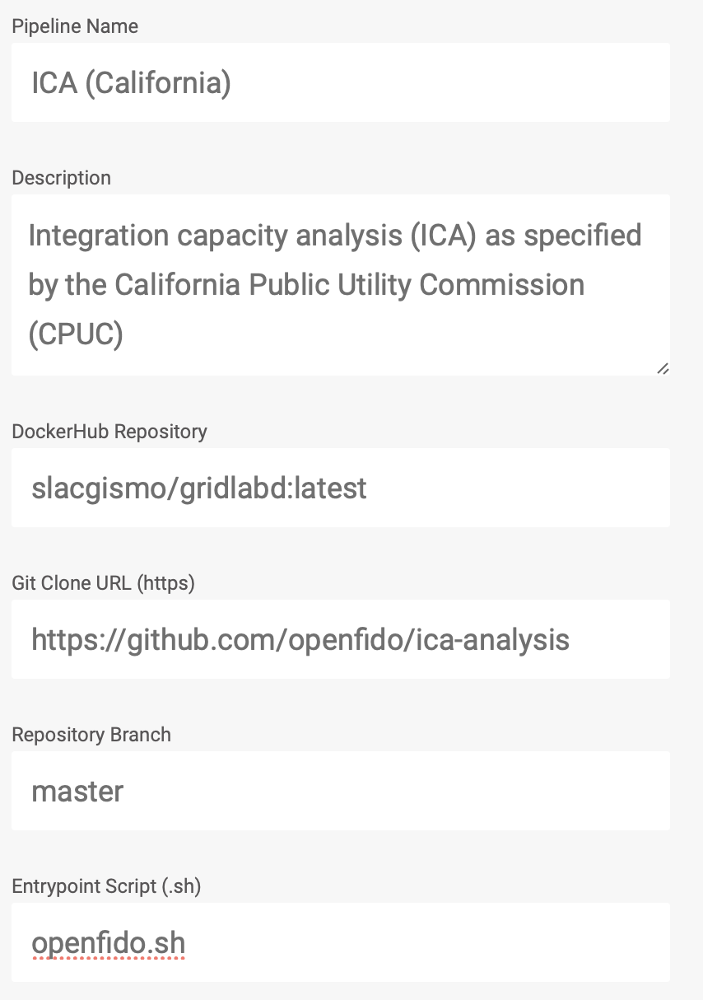 Pipeline Name
ICA (California)
Description
Integration capacity analysis (ICA) as specified
by the California Public Utility Commission
(CPUC)
DockerHub Repository
slacgismo/gridlabd:latest
Git Clone URL (https)
https://github.com/openfido/ica-analysis
Repository Branch
master
Entrypoint Script (.sh)
openfido.sh